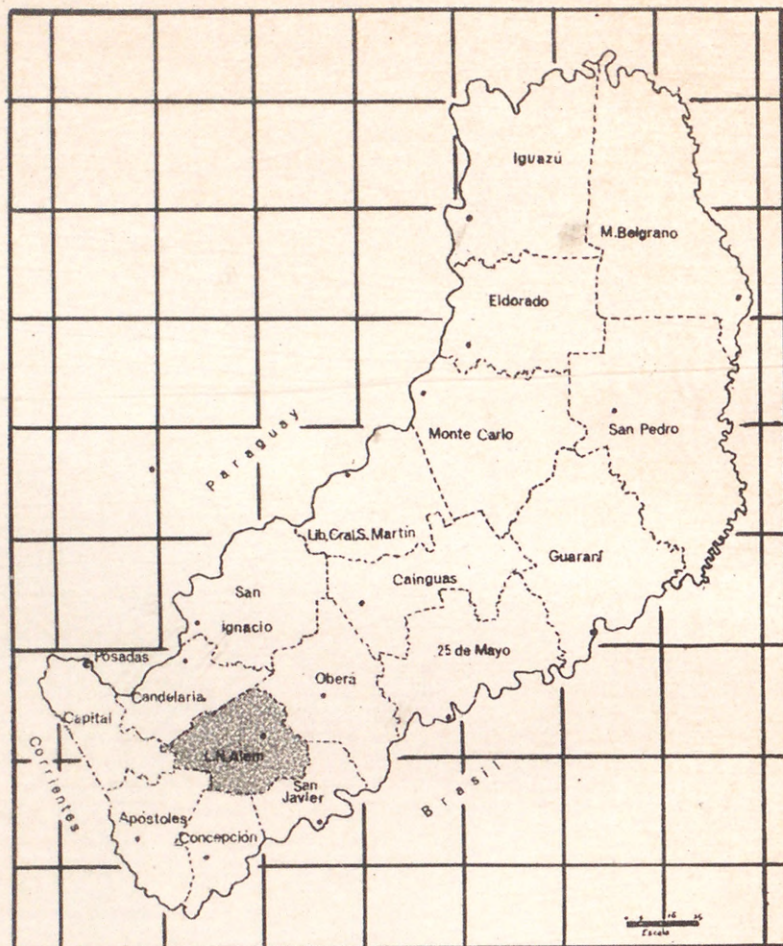 Iguazú
M.Belgrano
Eldorado
Paraguay
Monte Carlo
San Pedro
Lib.Gral.S.Martín
Guaraní
Cainguas
San
ignacio
25 de Mayo
Posadas
Oberá
Candelaria
Capital
L.N.Alem
Corrientes
San
Javier
Brasil
Apóstoles
Concepción
Escala